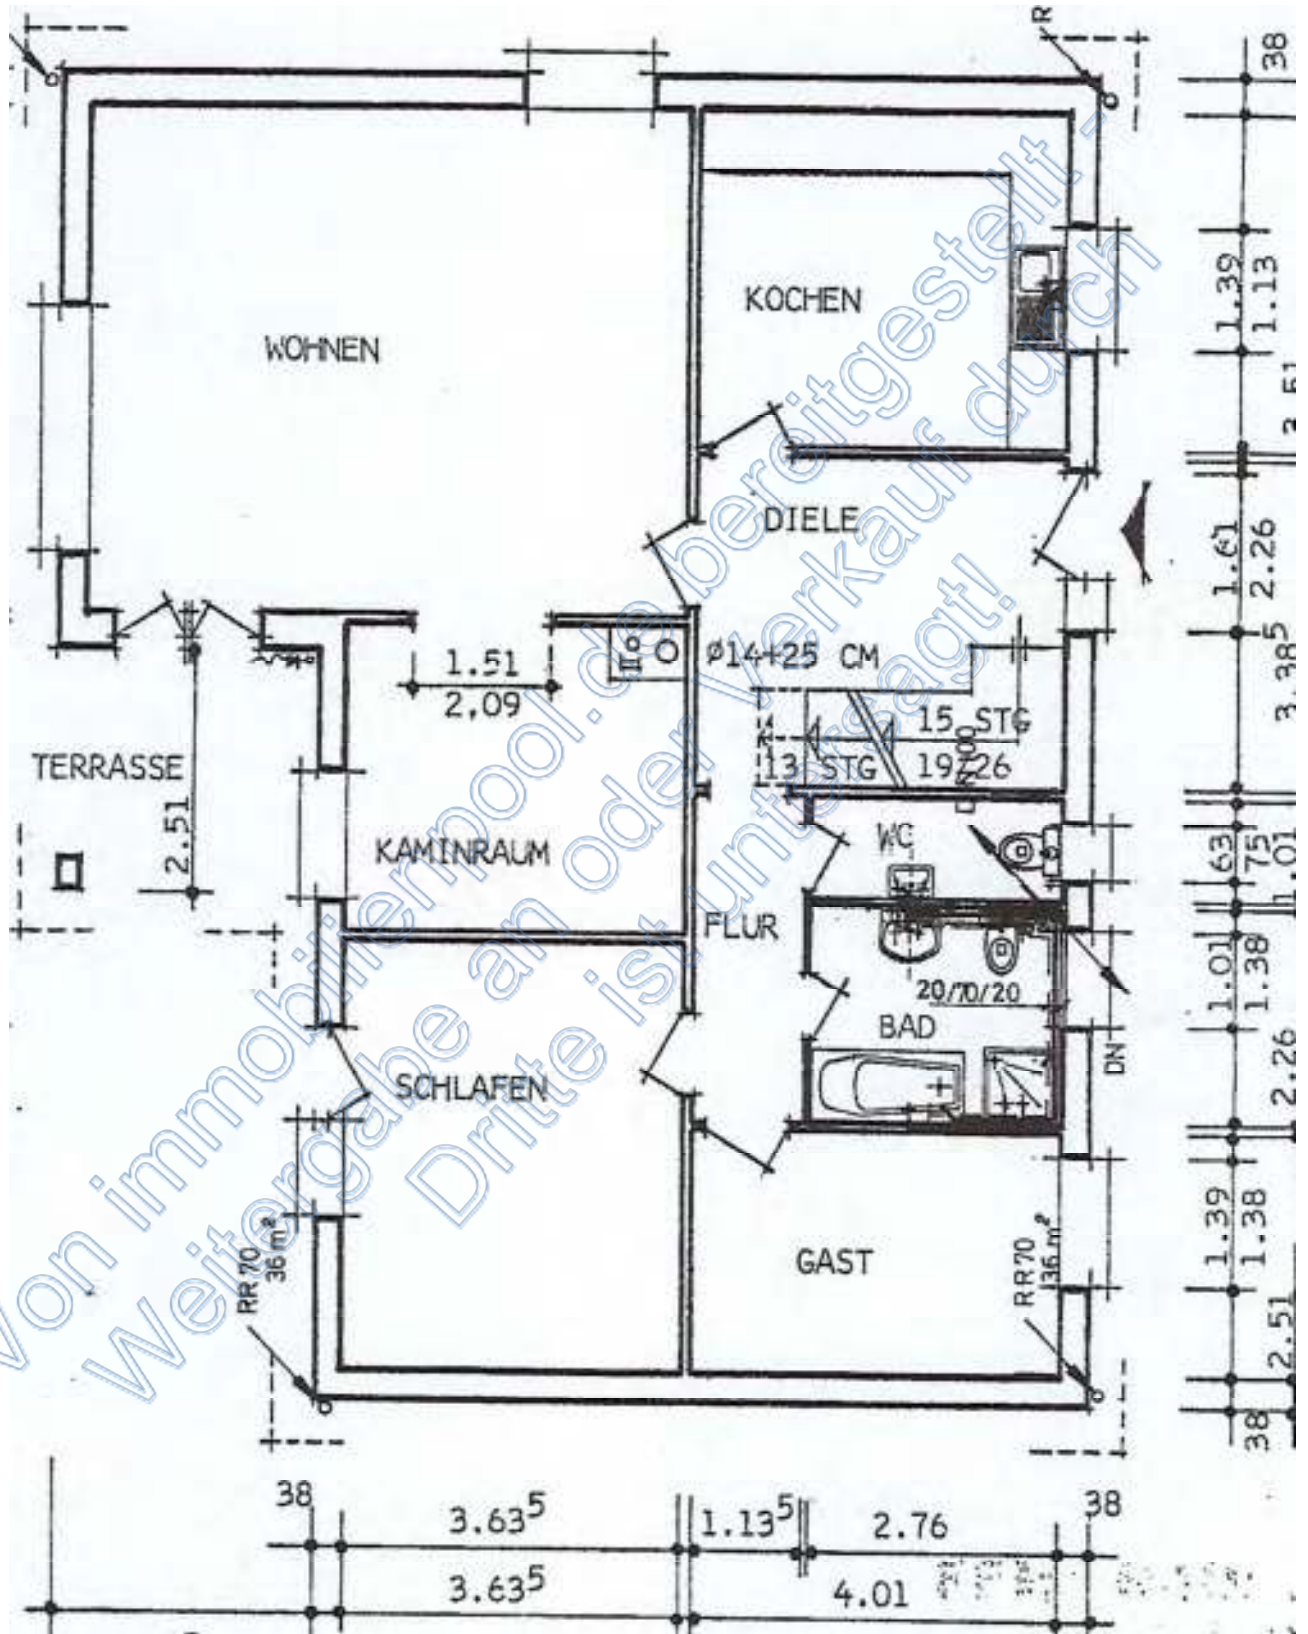 R
38
1.39
1.13
KOCHEN
WOHNEN
DIELE
1.61
2.26
3.38⁵
Ø14+25 CM
1.51
2.09
15 STG
13 STG 19/26
TERRASSE
2.51
KAMINRAUM
WC
63
75
1.01
FLUR
20/70/20
BAD
1.01
1.38
DN
2.26
SCHLAFEN
GAST
1.39
1.38
RR70
36 m²
RR70
36 m²
2.51
38
38
3.63⁵
1.13⁵
2.76
38
3.63⁵
4.01
Von immobilienpool.de bereitgestellt -
Weitergabe an oder Verkauf durch
Dritte ist untersagt!